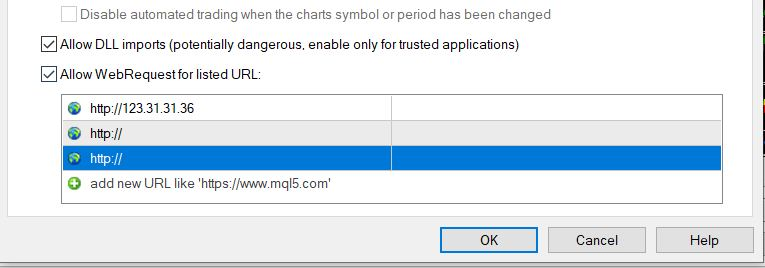 Disable automated trading when the charts symbol or period has been changed
Allow DLL imports (potentially dangerous, enable only for trusted applications)
Allow WebRequest for listed URL:
http://123.31.31.36
http://
http://
add new URL like 'https://www.mql5.com'
OK Cancel Help